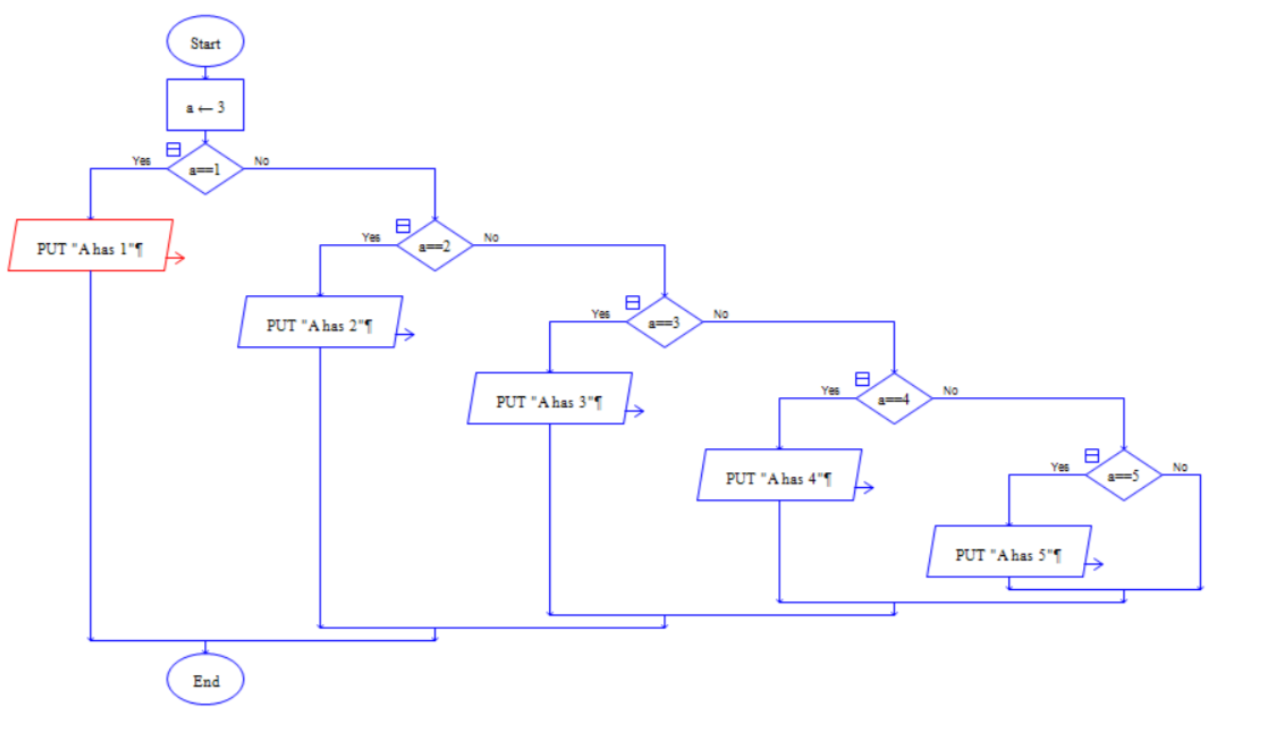 Start
a ← 3
Yes
a==1
No
PUT "A has 1"¶
Yes
a==2
No
PUT "A has 2"¶
Yes
a==3
No
PUT "A has 3"¶
Yes
a==4
No
PUT "A has 4"¶
Yes
a==5
No
PUT "A has 5"¶
End